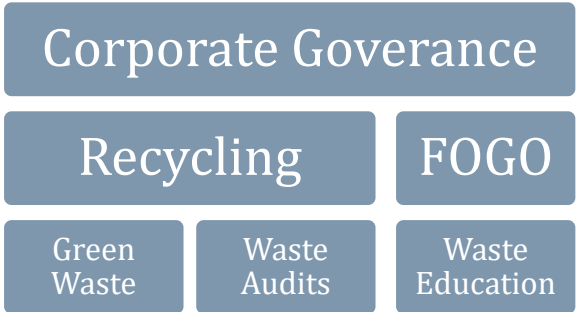 Corporate Goverance
Recycling
FOGO
Green
Waste
Waste
Audits
Waste
Education